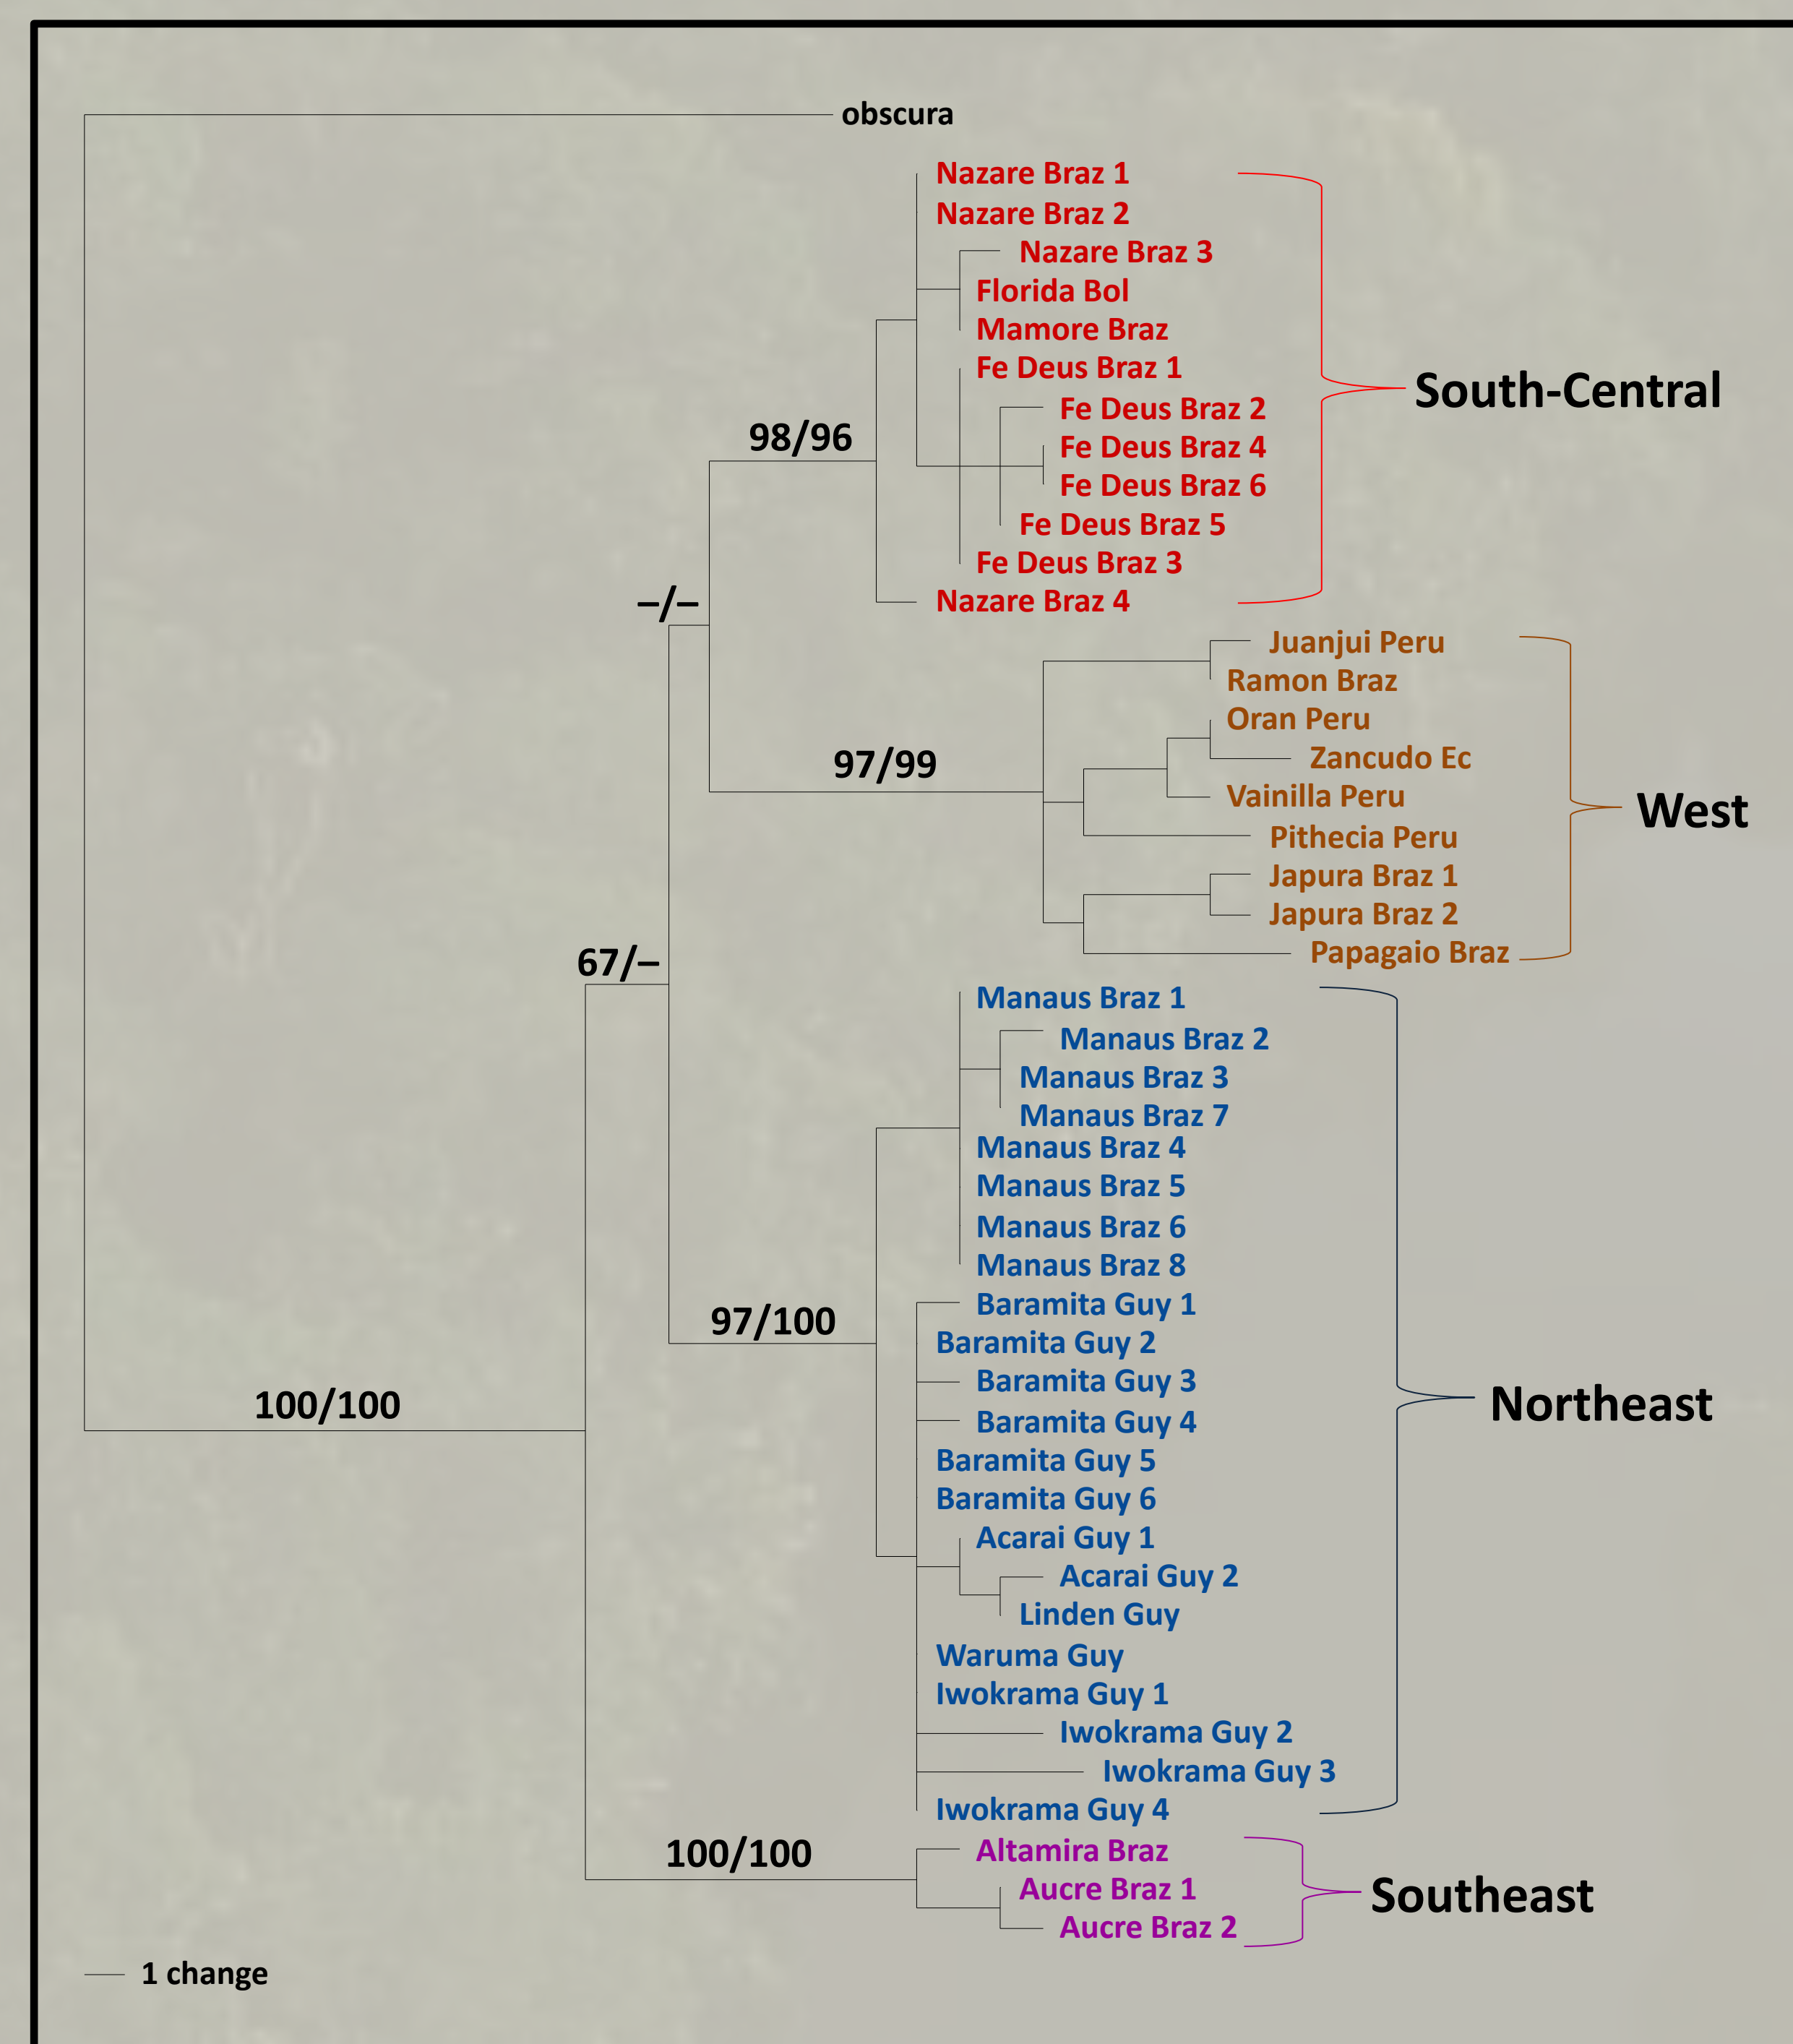 obscura
Nazare Braz 1
Nazare Braz 2
Nazare Braz 3
Florida Bol
Mamore Braz
Fe Deus Braz 1
South-Central
Fe Deus Braz 2
98/96
Fe Deus Braz 4
Fe Deus Braz 6
Fe Deus Braz 5
Fe Deus Braz 3
–/–
Nazare Braz 4
Juanjui Peru
Ramon Braz
Oran Peru
Zancudo Ec
97/99
Vainilla Peru
West
Pithecia Peru
Japura Braz 1
Japura Braz 2
Papagaio Braz
67/–
Manaus Braz 1
Manaus Braz 2
Manaus Braz 3
Manaus Braz 7
Manaus Braz 4
Manaus Braz 5
Manaus Braz 6
Manaus Braz 8
Baramita Guy 1
97/100
Baramita Guy 2
Baramita Guy 3
100/100
Northeast
Baramita Guy 4
Baramita Guy 5
Baramita Guy 6
Acarai Guy 1
Acarai Guy 2
Linden Guy
Waruma Guy
Iwokrama Guy 1
Iwokrama Guy 2
Iwokrama Guy 3
Iwokrama Guy 4
100/100
Altamira Braz
Aucre Braz 1
Southeast
Aucre Braz 2
1 change